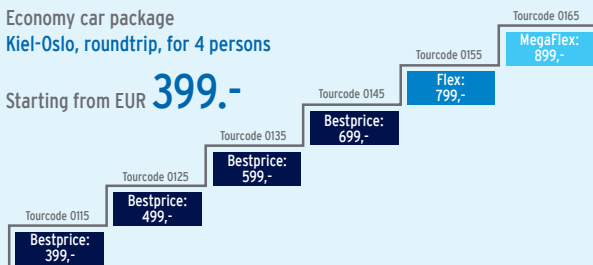 Economy car package
Kiel-Oslo, roundtrip, for 4 persons
Starting from EUR 399.-
Tourcode 0165
MegaFlex:
899,-
Tourcode 0155
Flex:
799,-
Tourcode 0145
Bestprice:
699,-
Tourcode 0135
Bestprice:
599,-
Tourcode 0125
Bestprice:
499,-
Tourcode 0115
Bestprice:
399,-